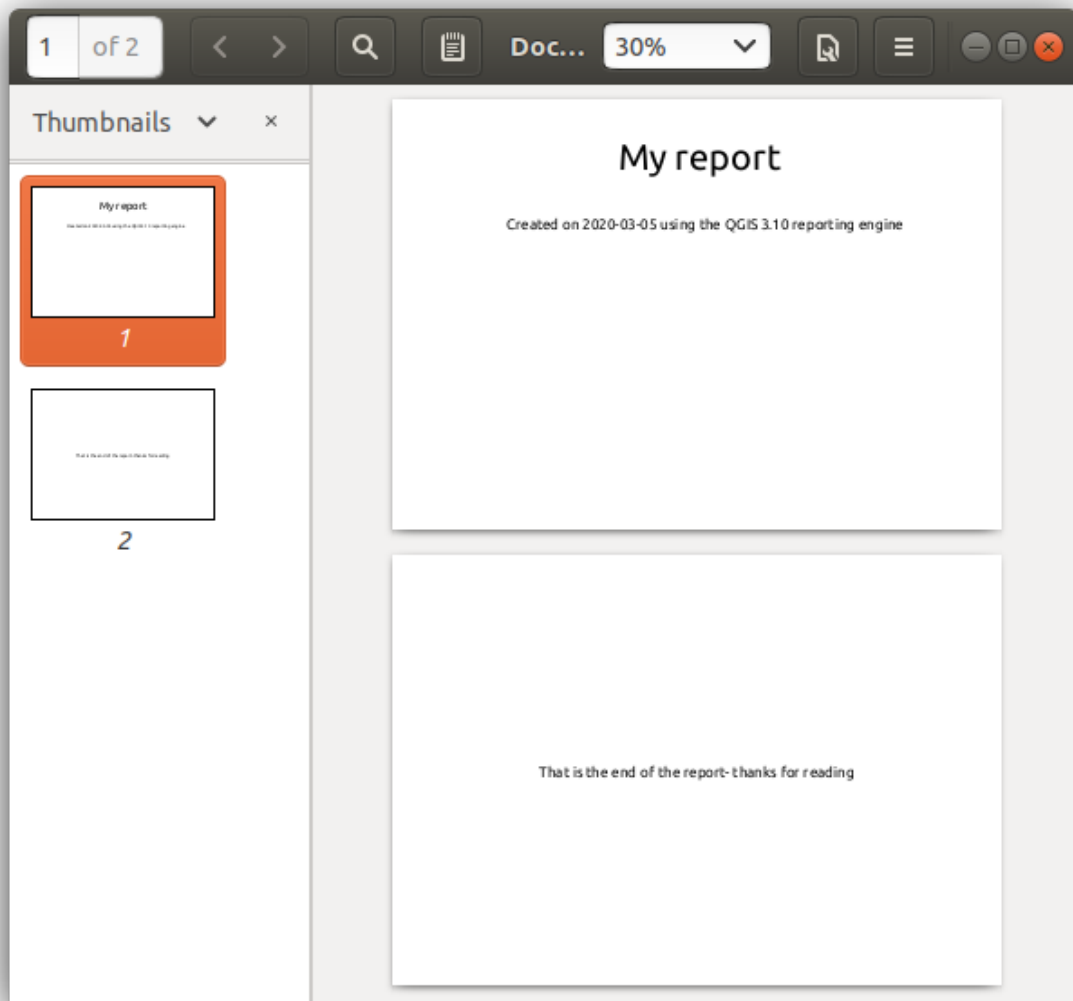 1 of 2 Doc... 30%
Thumbnails
My report
1
2
My report
Created on 2020-03-05 using the QGIS 3.10 reporting engine
That is the end of the report- thanks for reading